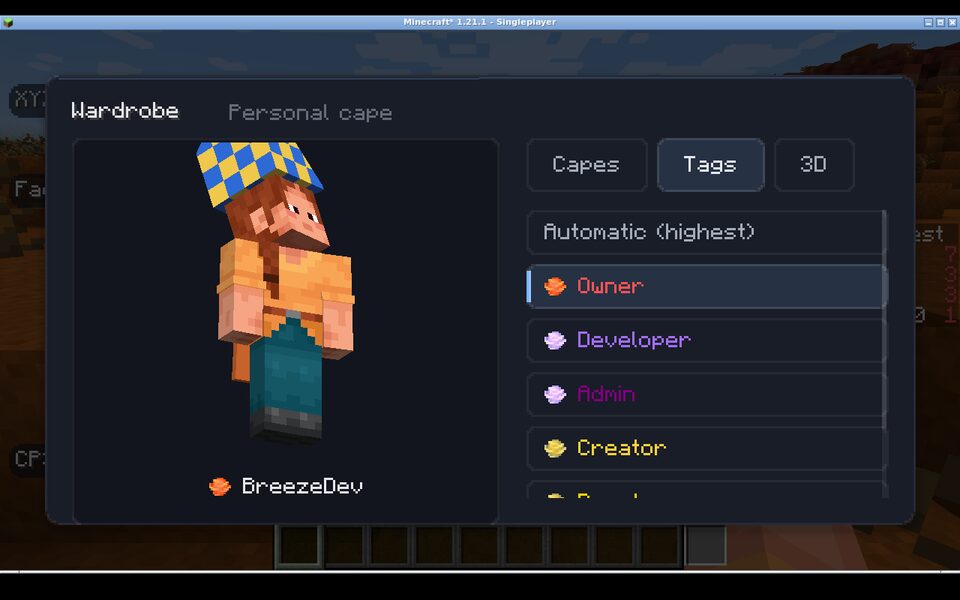 Minecraft* 1.21.1 - Singleplayer
Wardrobe
Personal cape
Capes
Tags
3D
Automatic (highest)
Owner
Developer
Admin
Creator
BreezeDev